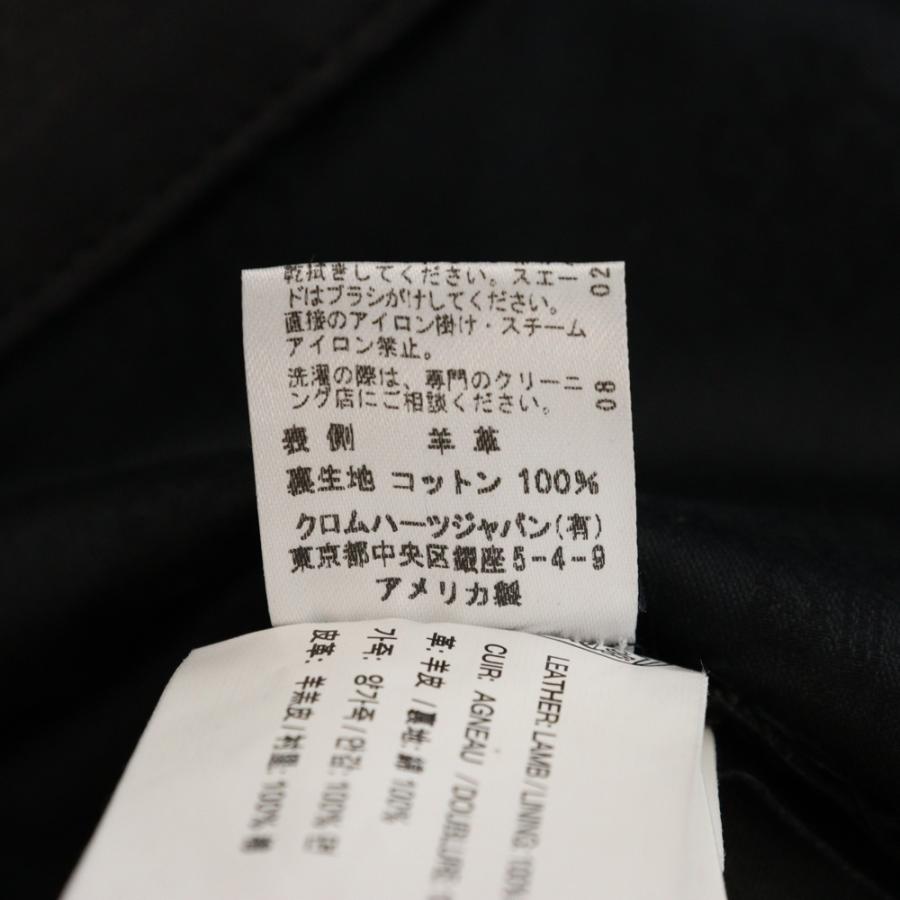 乾拭きしてください。スエー
ドはブラシがけしてください。
直接のアイロン掛け・スチーム
アイロン禁止。
洗濯の際は、専門のクリーニ
ング店にご相談ください。
02
08
表側 羊革
裏生地 コットン 100%
クロムハーツジャパン(有)
東京都中央区銀座5-4-9
アメリカ製
LEATHER: LAMB / LINING 100%
CUIR: AGNEAU / DOUBLURE:
革: 羊皮 / 裏地: 綿 100%
가죽: 양가죽 / 안감: 100% 면
皮革: 羊羔皮 / 衬里: 100% 棉